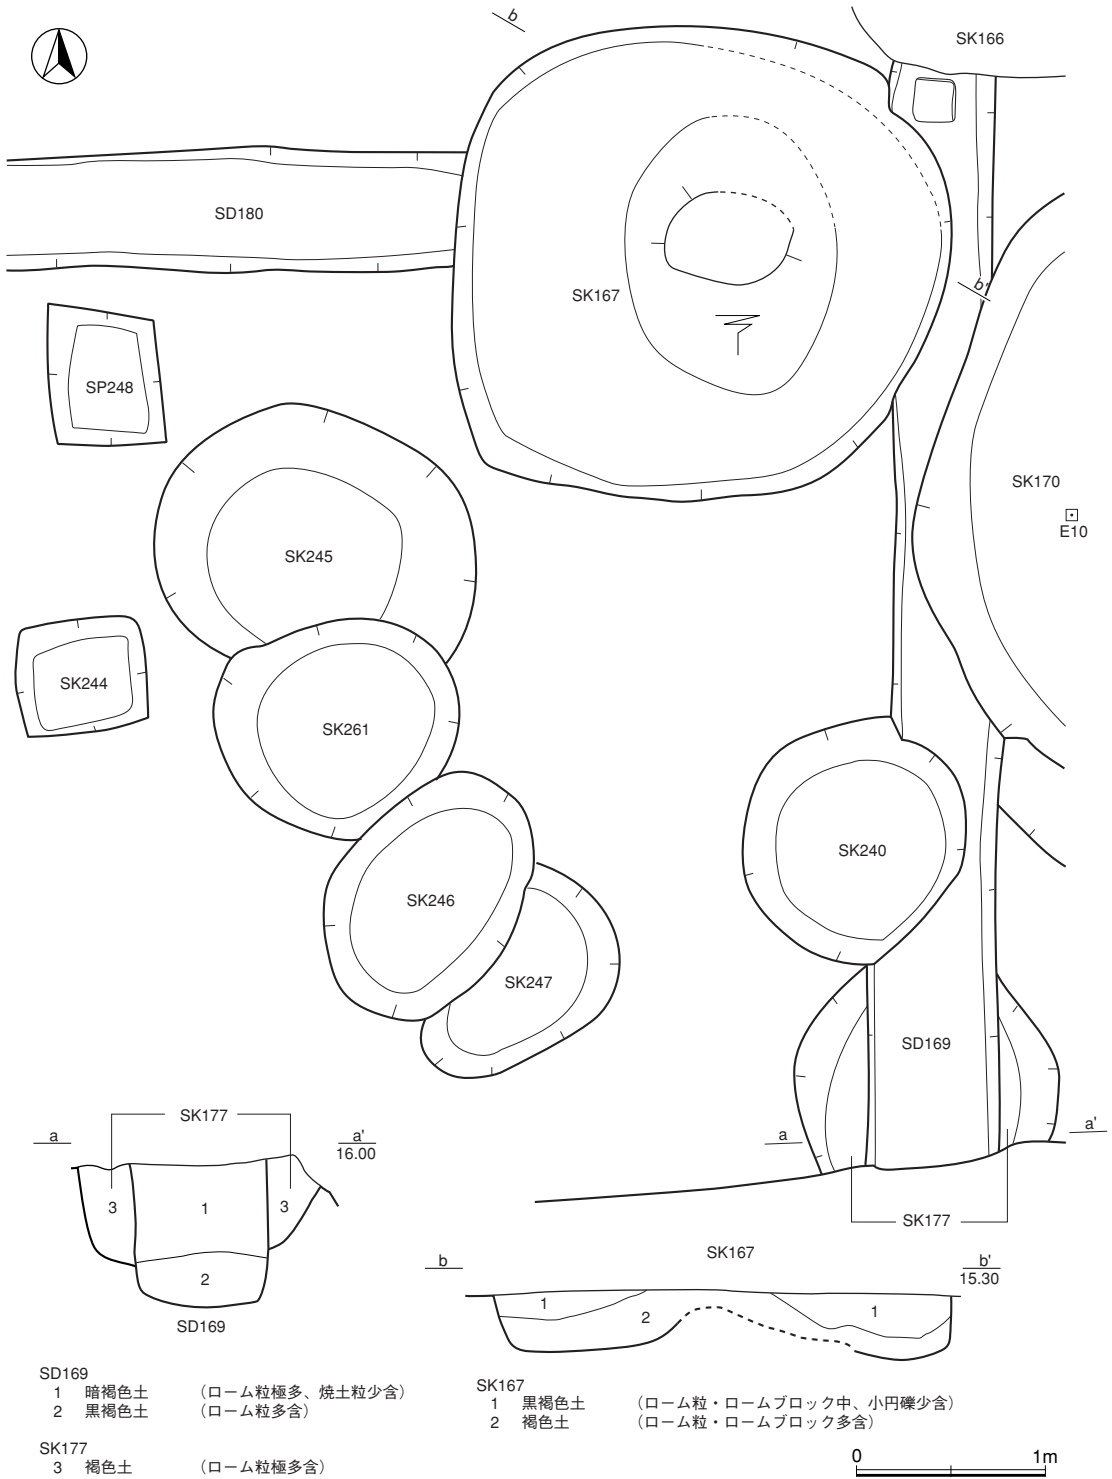 b
SK166
SD180
SK167
b'
SP248
SK170
E10
SK245
SK244
SK261
SK240
SK246
SK247
SD169
a
a'
SK177
SK177
a
a'
16.00
3
1
3
2
SD169
SK167
b
b'
15.30
1
2
1
SD169
1 暗褐色土 （ローム粒極多、焼土粒少含）
2 黒褐色土 （ローム粒多含）
SK177
3 褐色土 （ローム粒極多含）
SK167
1 黒褐色土 （ローム粒・ロームブロック中、小円礫少含）
2 褐色土 （ローム粒・ロームブロック多含）
0 1m